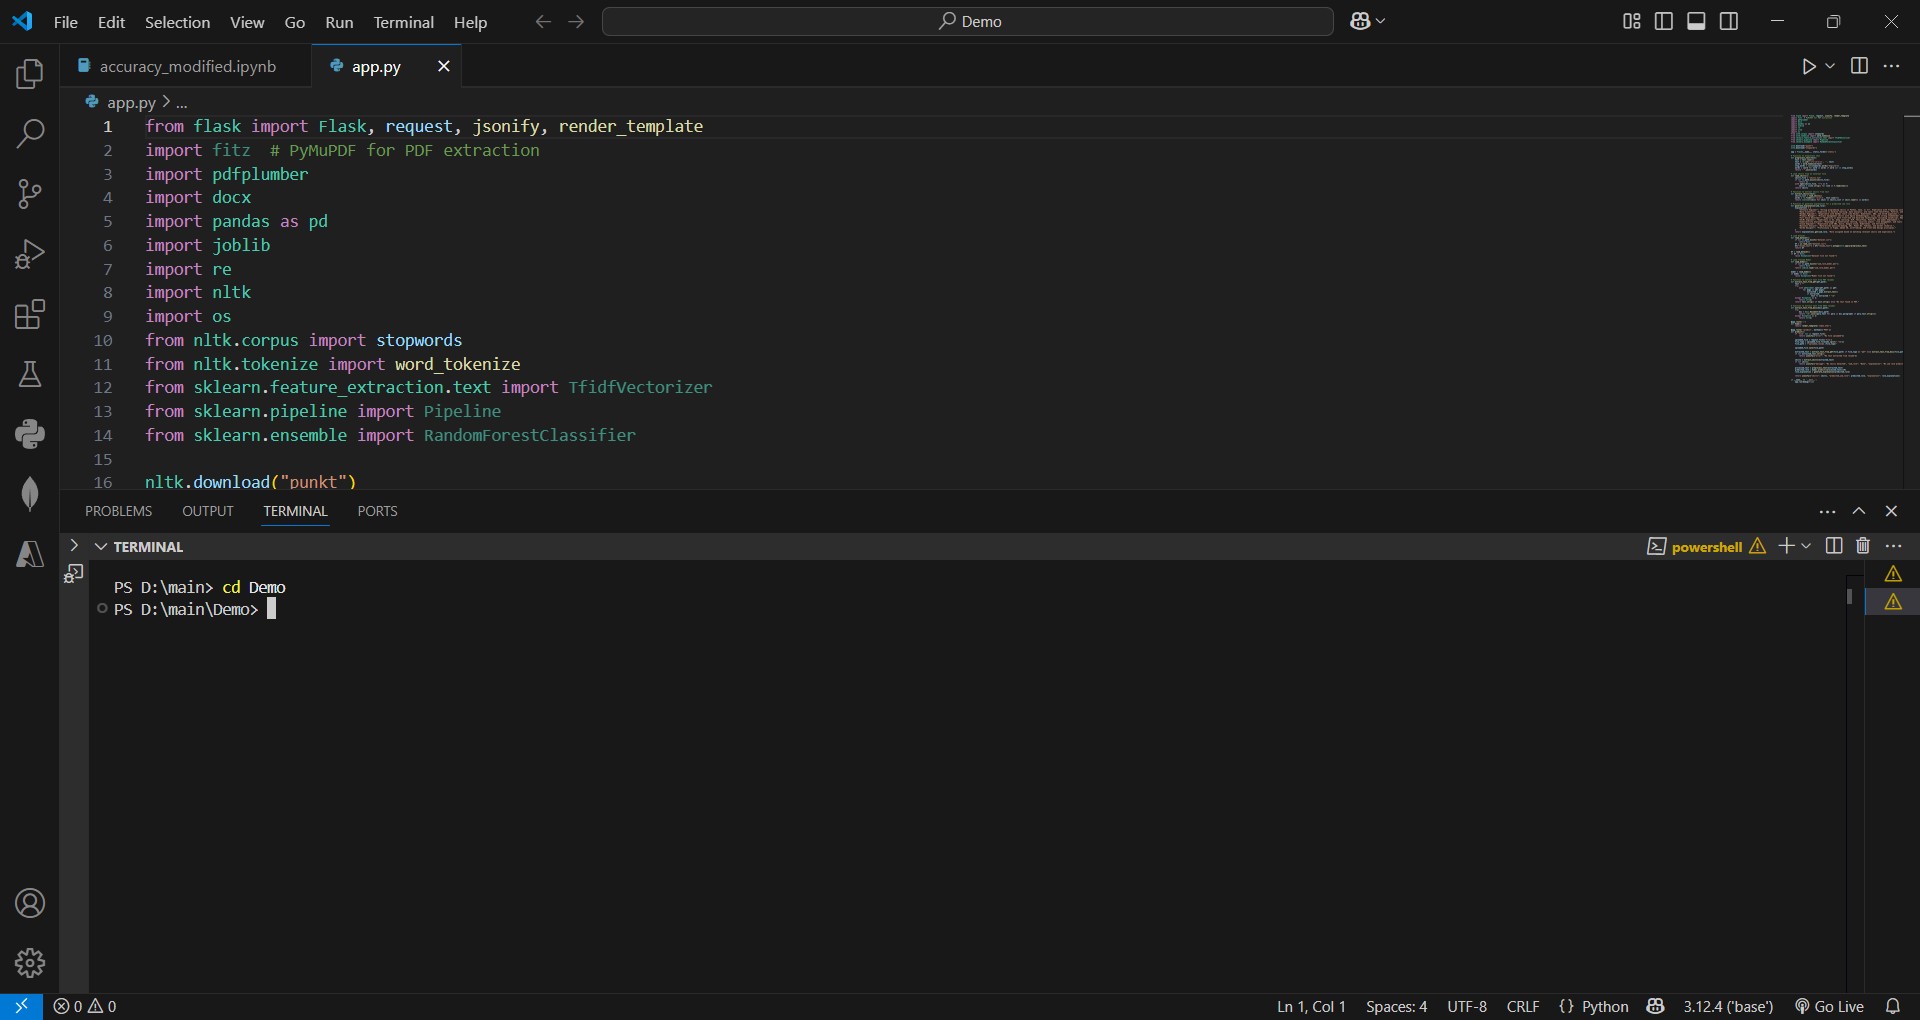 File Edit Selection View Go Run Terminal Help
Demo
accuracy_modified.ipynb
app.py
app.py > ...
1 from flask import Flask, request, jsonify, render_template
2 import fitz # PyMuPDF for PDF extraction
3 import pdfplumber
4 import docx
5 import pandas as pd
6 import joblib
7 import re
8 import nltk
9 import os
10 from nltk.corpus import stopwords
11 from nltk.tokenize import word_tokenize
12 from sklearn.feature_extraction.text import TfidfVectorizer
13 from sklearn.pipeline import Pipeline
14 from sklearn.ensemble import RandomForestClassifier
15
16 nltk.download("punkt")
PROBLEMS OUTPUT TERMINAL PORTS
TERMINAL
powershell
PS D:\main> cd Demo
PS D:\main\Demo>
0 0
Ln 1, Col 1 Spaces: 4 UTF-8 CRLF {} Python 3.12.4 ('base') Go Live